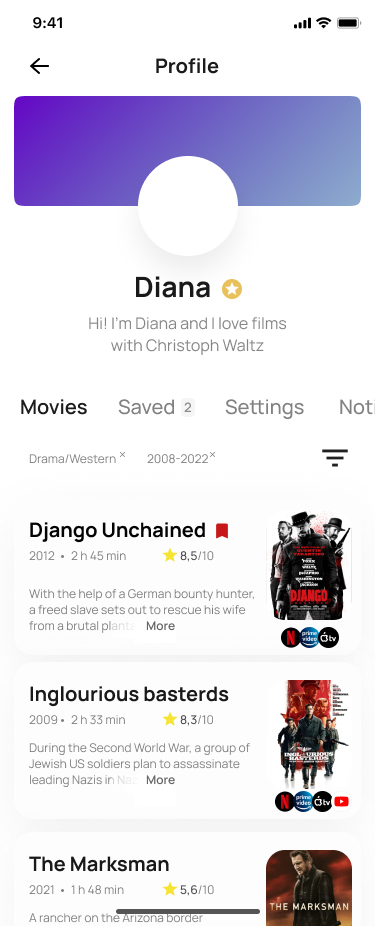 9:41
Profile
Diana
Hi! I'm Diana and I love films
with Christoph Waltz
Movies Saved 2 Settings Noti
Drama/Western × 2008-2022 ×
Django Unchained
2012 • 2 h 45 min 8,5/10
With the help of a German bounty hunter,
a freed slave sets out to rescue his wife
from a brutal planta More
DJANGO
N prime video tv
Inglourious basterds
2009 • 2 h 33 min 8,3/10
During the Second World War, a group of
Jewish US soldiers plan to assassinate
leading Nazis in Naz More
INGLOURIOUS
BASTERDS
N prime video tv
The Marksman
2021 • 1 h 48 min 5,6/10
THE MARKSMAN
A rancher on the Arizona border